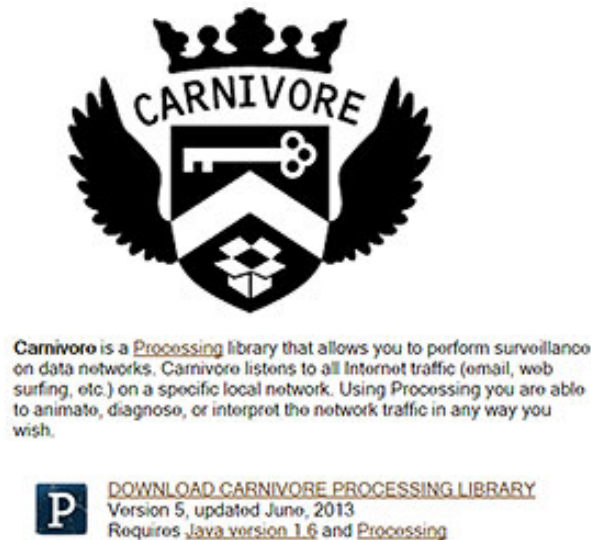 CARNIVORE
Carnivore is a Processing library that allows you to perform surveillance
on data networks. Carnivore listens to all Internet traffic (email, web
surfing, etc.) on a specific local network. Using Processing you are able
to animate, diagnose, or interpret the network traffic in any way you
wish.
P
DOWNLOAD CARNIVORE PROCESSING LIBRARY
Version 5, updated June, 2013
Requires Java version 1.6 and Processing